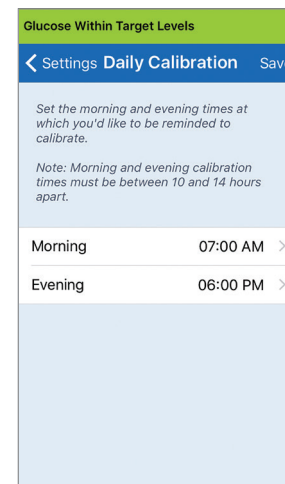 Glucose Within Target Levels
Settings Daily Calibration Save
Set the morning and evening times at
which you'd like to be reminded to
calibrate.
Note: Morning and evening calibration
times must be between 10 and 14 hours
apart.
Morning 07:00 AM
Evening 06:00 PM